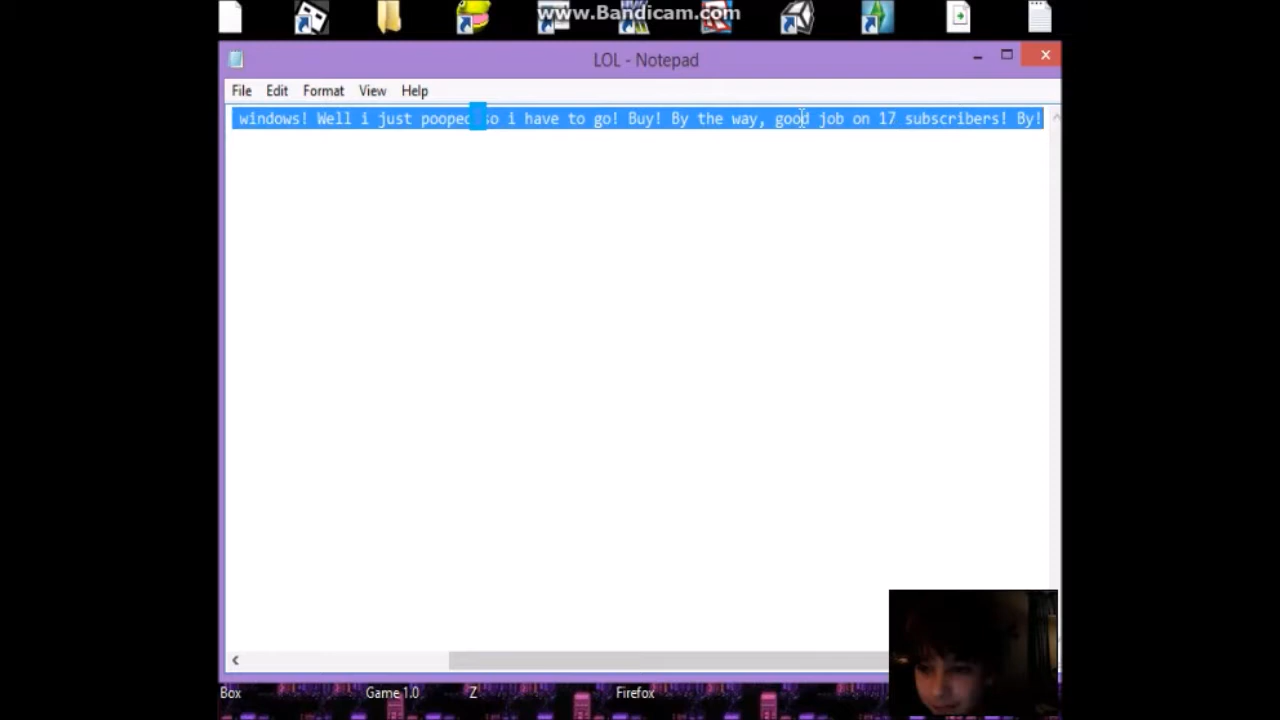 www.Bandicam.com
LOL - Notepad
File Edit Format View Help
windows! Well i just pooped so i have to go! Buy! By the way, good job on 17 subscribers! By!
Box Game 1.0 Z Firefox